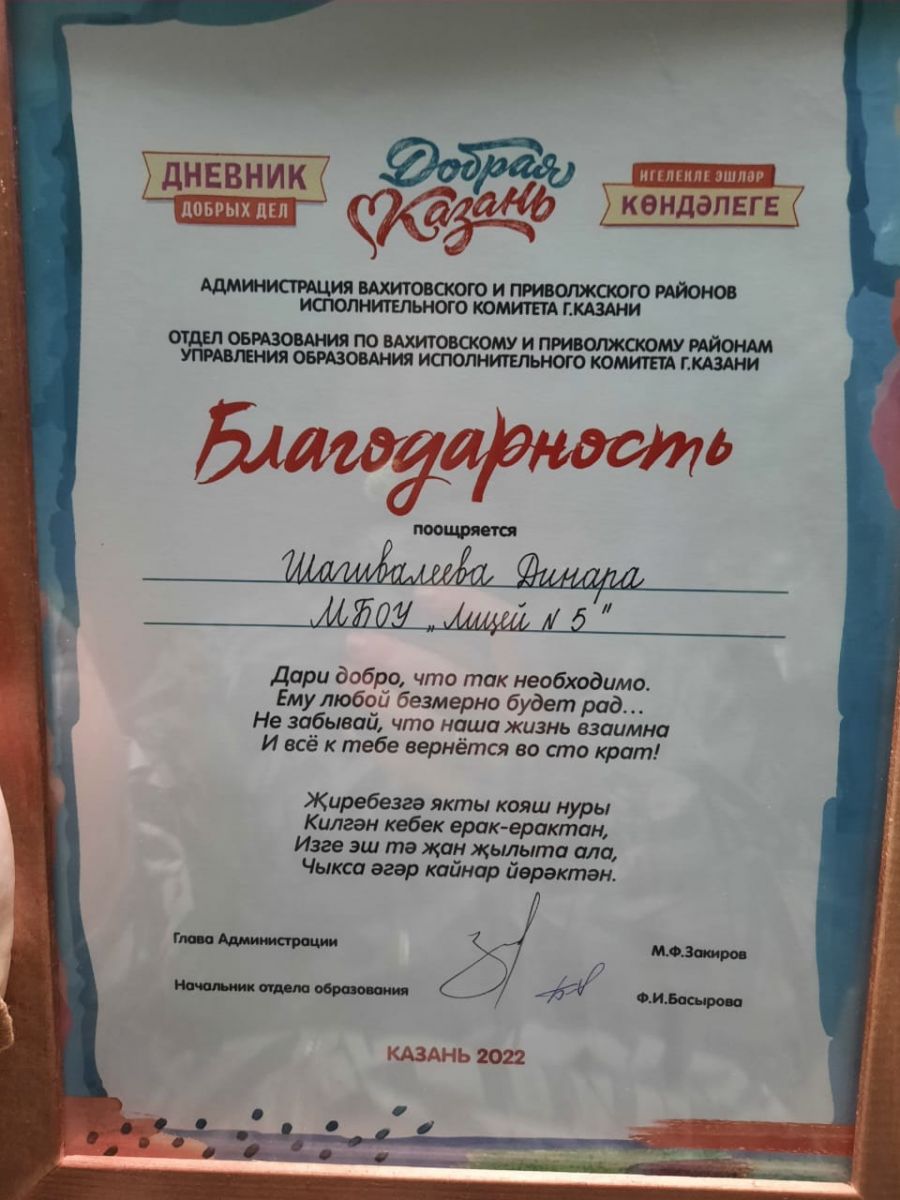 ДНЕВНИК
ДОБРЫХ ДЕЛ
Добрая
Казань
ИГЕЛЕКЛЕ ЭШЛӘР
КӨНДӘЛЕГЕ
АДМИНИСТРАЦИЯ ВАХИТОВСКОГО И ПРИВОЛЖСКОГО РАЙОНОВ
ИСПОЛНИТЕЛЬНОГО КОМИТЕТА Г.КАЗАНИ
ОТДЕЛ ОБРАЗОВАНИЯ ПО ВАХИТОВСКОМУ И ПРИВОЛЖСКОМУ РАЙОНАМ
УПРАВЛЕНИЯ ОБРАЗОВАНИЯ ИСПОЛНИТЕЛЬНОГО КОМИТЕТА Г.КАЗАНИ
Благодарность
поощряется
Шагивалеева Динара
МБОУ „Лицей N 5"
Дари добро, что так необходимо.
Ему любой безмерно будет рад...
Не забывай, что наша жизнь взаимна
И всё к тебе вернётся во сто крат!
Җиребезгә якты кояш нуры
Килгән кебек ерак-ерактан,
Изге эш тә җан җылыта ала,
Чыкса әгәр кайнар йөрәктән.
Глава Администрации
М.Ф.Закиров
Начальник отдела образования
Ф.И.Басырова
КАЗАНЬ 2022